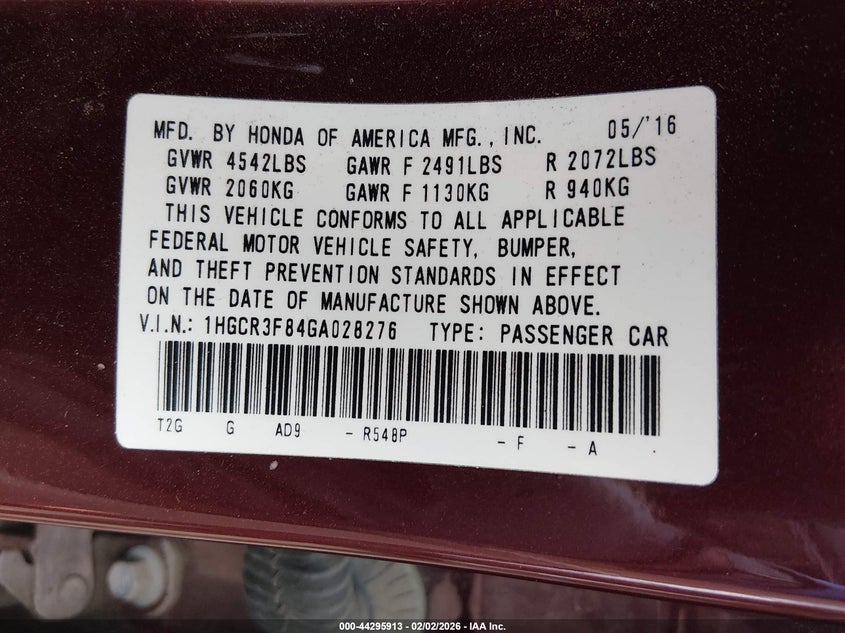 MFD. BY HONDA OF AMERICA MFG., INC. 05/'16
GVWR 4542LBS GAWR F 2491LBS R 2072LBS
GVWR 2060KG GAWR F 1130KG R 940KG
THIS VEHICLE CONFORMS TO ALL APPLICABLE
FEDERAL MOTOR VEHICLE SAFETY, BUMPER,
AND THEFT PREVENTION STANDARDS IN EFFECT
ON THE DATE OF MANUFACTURE SHOWN ABOVE.
V.I.N.: 1HGCR3F84GA028276 TYPE: PASSENGER CAR
T2G G AD9 - R548P - F - A
000-44295913 - 02/02/2026 - IAA Inc.